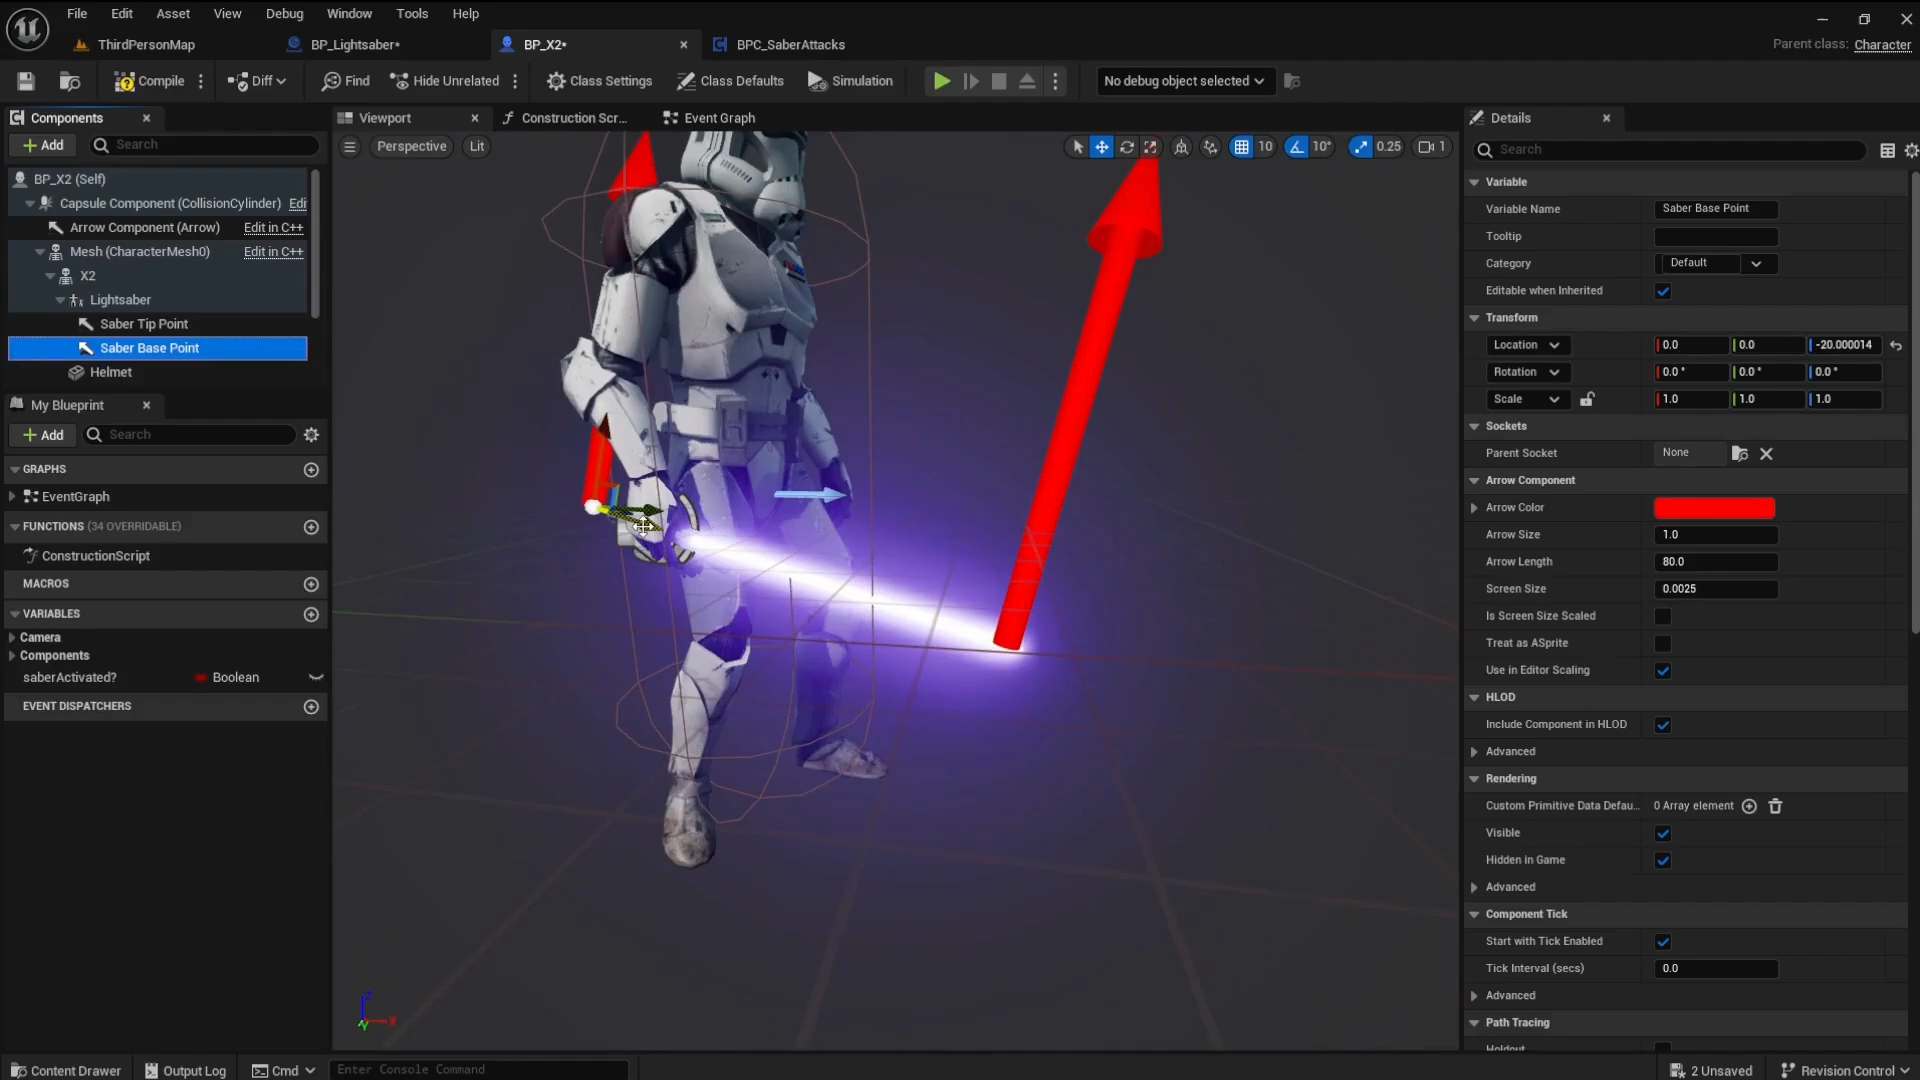 File Edit Asset View Debug Window Tools Help
ThirdPersonMap BP_Lightsaber* BP_X2* BPC_SaberAttacks
Parent class: Character
Compile Diff Find Hide Unrelated Class Settings Class Defaults Simulation No debug object selected
Components
Viewport Construction Scr... Event Graph
Details
Add Search
Perspective Lit 10 10° 0.25 1
Search
BP_X2 (Self)
Capsule Component (CollisionCylinder) Edi
Arrow Component (Arrow) Edit in C++
Mesh (CharacterMesh0) Edit in C++
X2
Lightsaber
Saber Tip Point
Saber Base Point
Helmet
My Blueprint
Add Search
GRAPHS
EventGraph
FUNCTIONS (34 OVERRIDABLE)
ConstructionScript
MACROS
VARIABLES
Camera
Components
saberActivated? Boolean
EVENT DISPATCHERS
Z
X
Y
Variable
Variable Name Saber Base Point
Tooltip
Category Default
Editable when Inherited
Transform
Location 0.0 0.0 -20.000014
Rotation 0.0 ° 0.0 ° 0.0 °
Scale 1.0 1.0 1.0
Sockets
Parent Socket None
Arrow Component
Arrow Color
Arrow Size 1.0
Arrow Length 80.0
Screen Size 0.0025
Is Screen Size Scaled
Treat as ASprite
Use in Editor Scaling
HLOD
Include Component in HLOD
Advanced
Rendering
Custom Primitive Data Defau... 0 Array element
Visible
Hidden in Game
Advanced
Component Tick
Start with Tick Enabled
Tick Interval (secs) 0.0
Advanced
Path Tracing
Holdout
Content Drawer Output Log Cmd Enter Console Command 2 Unsaved Revision Control